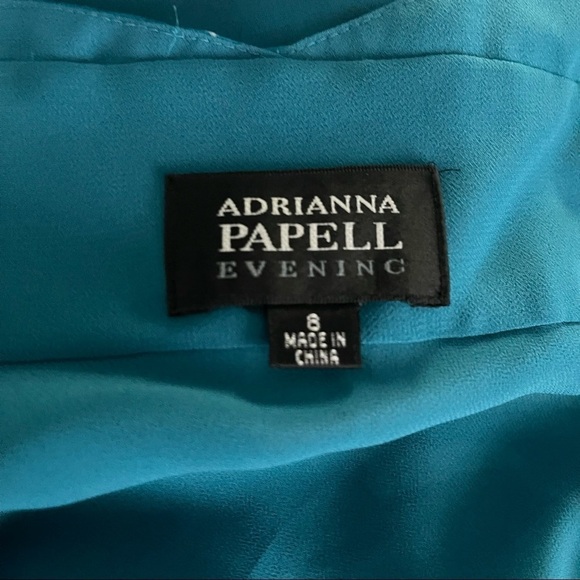 ADRIANNA
PAPELL
EVENING
8
MADE IN
CHINA